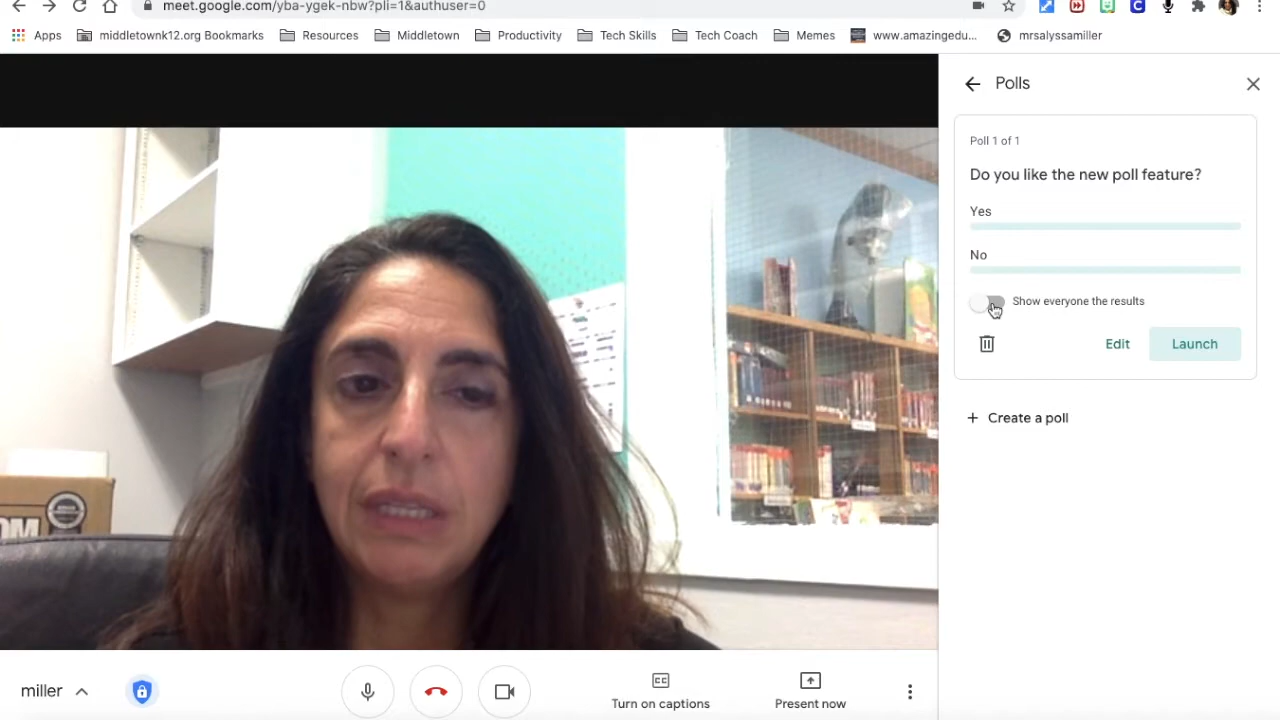 meet.google.com/yba-ygek-nbw?pli=1&authuser=0
Apps middletownk12.org Bookmarks Resources Middletown Productivity Tech Skills Tech Coach Memes www.amazingedu... mrsalyssamiller
Polls
Poll 1 of 1
Do you like the new poll feature?
Yes
No
Show everyone the results
Edit Launch
+ Create a poll
OM
miller
CC
Turn on captions
Present now